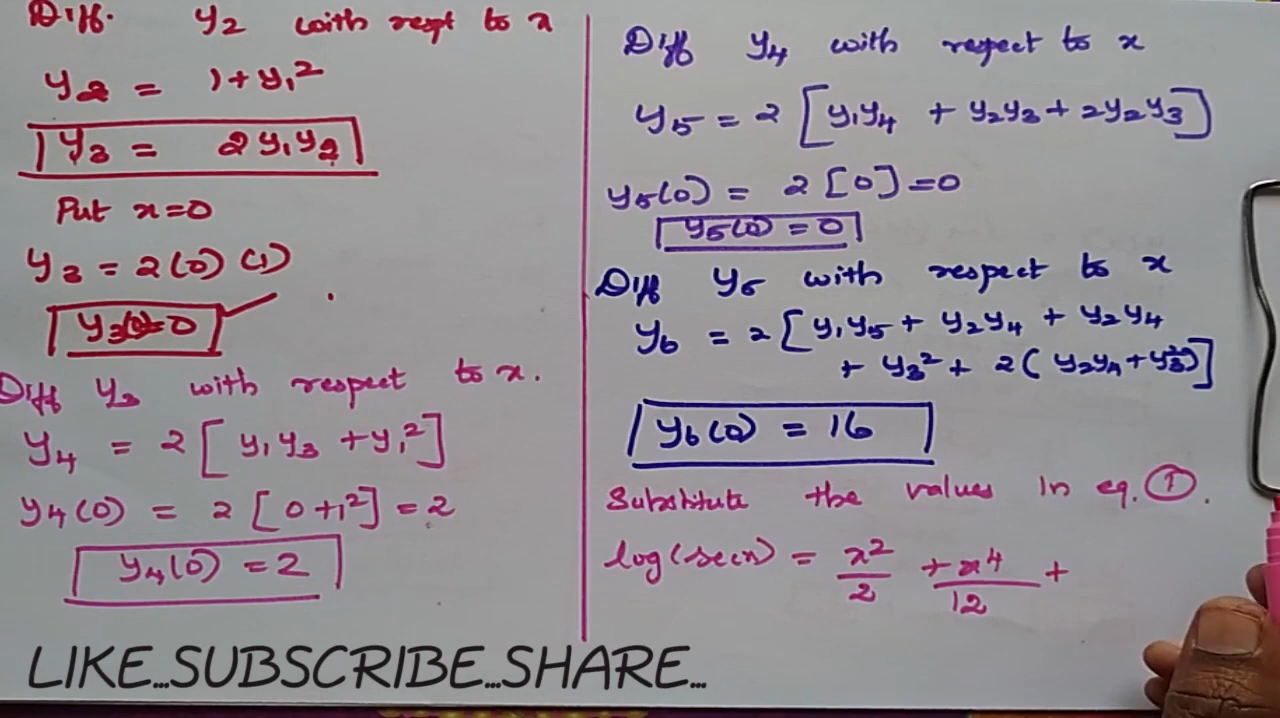 Diff. y₂ with respt to x
y₂ = 1 + y₁²
y₃ = 2y₁y₂
Put x=0
y₃ = 2(0) (1)
y₃(0)=0
Diff y₃ with respect to x.
y₄ = 2[y₁y₃ + y₁²]
y₄(0) = 2[0+1²] = 2
y₄(0) = 2
Diff y₄ with respect to x
y₅ = 2[y₁y₄ + y₂y₃ + 2y₂y₃]
y₅(0) = 2[0] = 0
y₅(0) = 0
Diff y₅ with respect to x
y₆ = 2[y₁y₅ + y₂y₄ + y₂y₄
+ y₃² + 2(y₂y₄ + y₃²)]
y₆(0) = 16
Substitute the values in eq. ①.
log(secx) = x²/2 + x⁴/12 +
LIKE...SUBSCRIBE...SHARE...